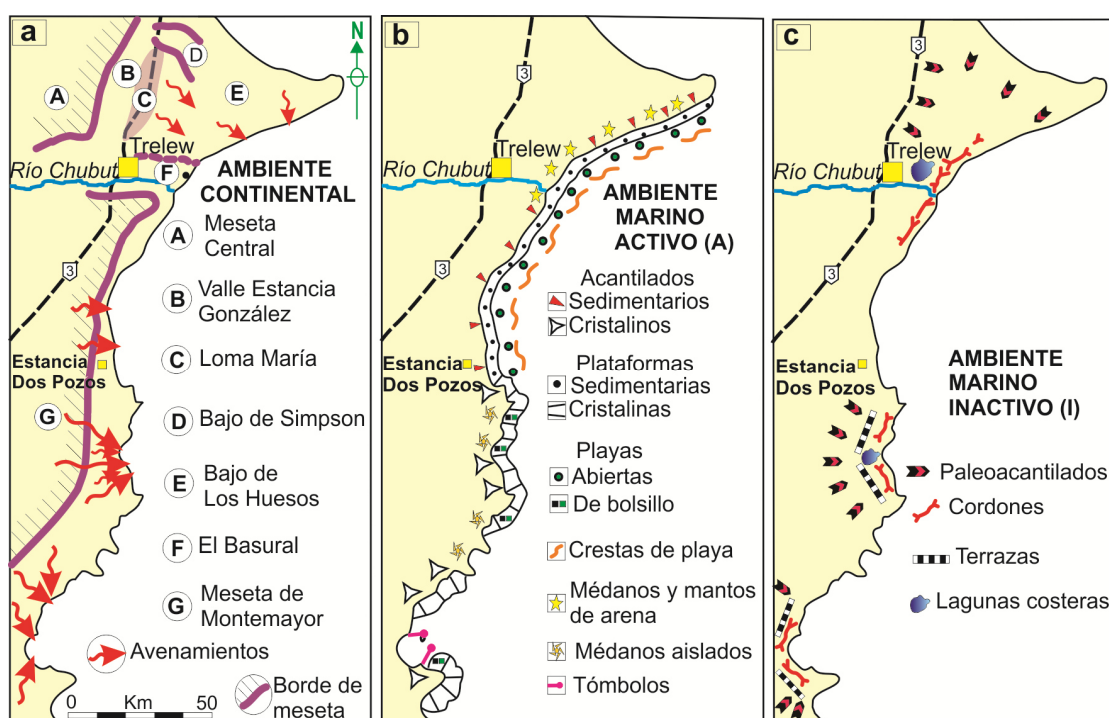 a
N
A
B
C
D
E
3
Trelew
Río Chubut
F
AMBIENTE
CONTINENTAL
A Meseta
Central
B Valle Estancia
González
C Loma María
D Bajo de Simpson
E Bajo de
Los Huesos
F El Basural
G Meseta de
Montemayor
Avenamientos
Borde de
meseta
3
Estancia
Dos Pozos
G
0 Km 50
b
3
Trelew
Río Chubut
AMBIENTE
MARINO
ACTIVO (A)
Acantilados
Sedimentarios
Cristalinos
Plataformas
Sedimentarias
Cristalinas
Playas
Abiertas
De bolsillo
Crestas de playa
Médanos y mantos
de arena
Médanos aislados
Tómbolos
3
Estancia
Dos Pozos
c
3
Trelew
Río Chubut
3
Estancia
Dos Pozos
AMBIENTE
MARINO
INACTIVO (I)
Paleoacantilados
Cordones
Terrazas
Lagunas costeras